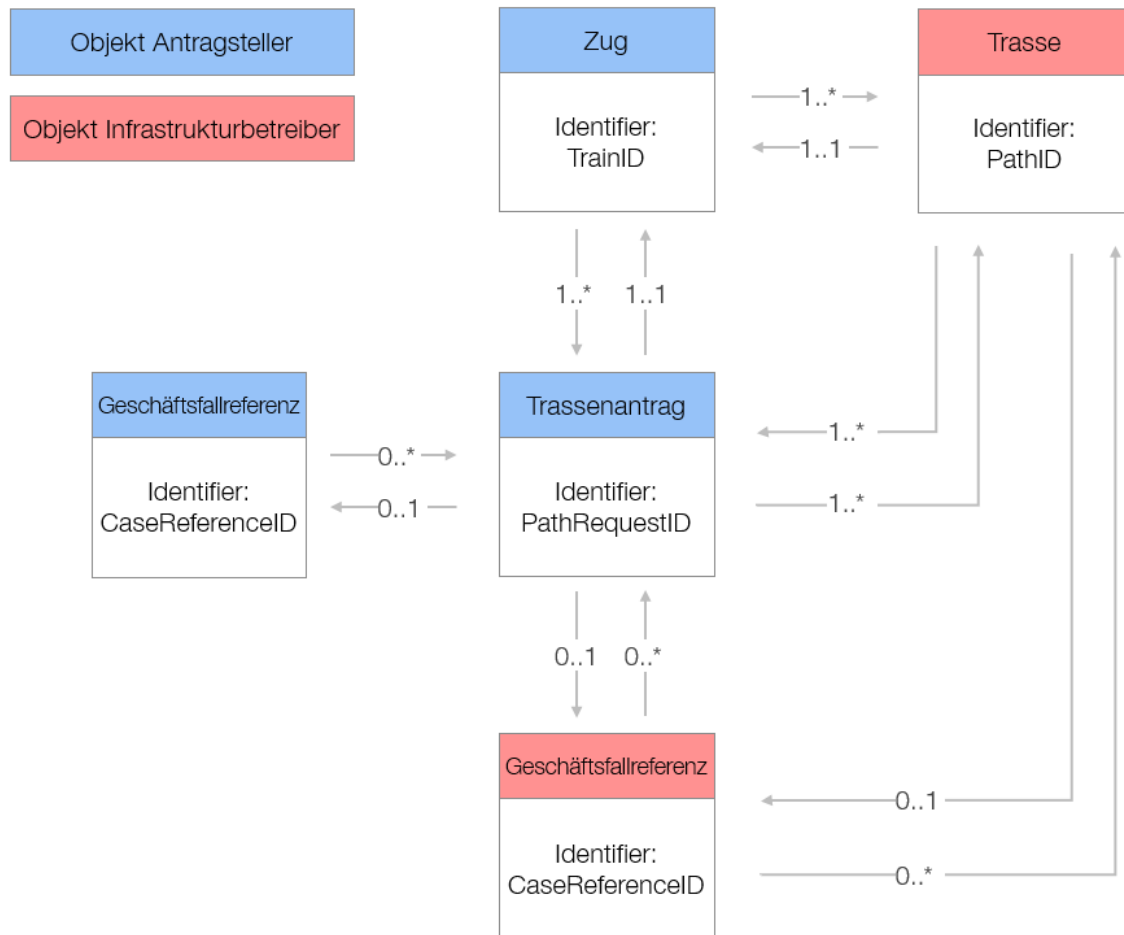 Objekt Antragsteller
Objekt Infrastrukturbetreiber
Zug
Identifier:
TrainID
1..*
1..1
Trasse
Identifier:
PathID
1..*
1..1
Geschäftsfallreferenz
Identifier:
CaseReferenceID
0..*
0..1
Trassenantrag
Identifier:
PathRequestID
1..*
1..*
0..1
0..*
Geschäftsfallreferenz
Identifier:
CaseReferenceID
0..1
0..*